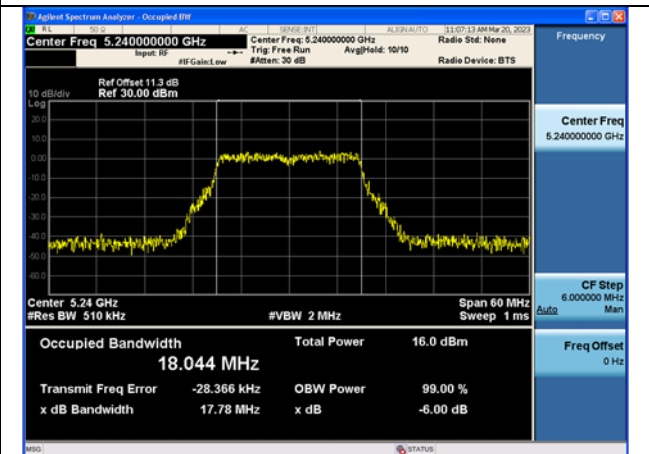 Agilent Spectrum Analyzer - Occupied BW
RL 50 Ω AC SENSE:INT ALIGNAUTO 11:07:13 AM Mar 20, 2023
Center Freq 5.240000000 GHz
Input: RF
#IFGain:Low
Center Freq: 5.240000000 GHz
Trig: Free Run Avg|Hold: 10/10
#Atten: 30 dB
Radio Std: None
Radio Device: BTS
Frequency
Ref Offset 11.3 dB
10 dB/div Ref 30.00 dBm
Log
20.0
10.0
0.00
-10.0
-20.0
-30.0
-40.0
-50.0
-60.0
Center Freq
5.240000000 GHz
Center 5.24 GHz Span 60 MHz
#Res BW 510 kHz #VBW 2 MHz Sweep 1 ms
CF Step
6.000000 MHz
Auto Man
Occupied Bandwidth Total Power 16.0 dBm
18.044 MHz
Freq Offset
0 Hz
Transmit Freq Error -28.366 kHz OBW Power 99.00 %
x dB Bandwidth 17.78 MHz x dB -6.00 dB
MSG STATUS